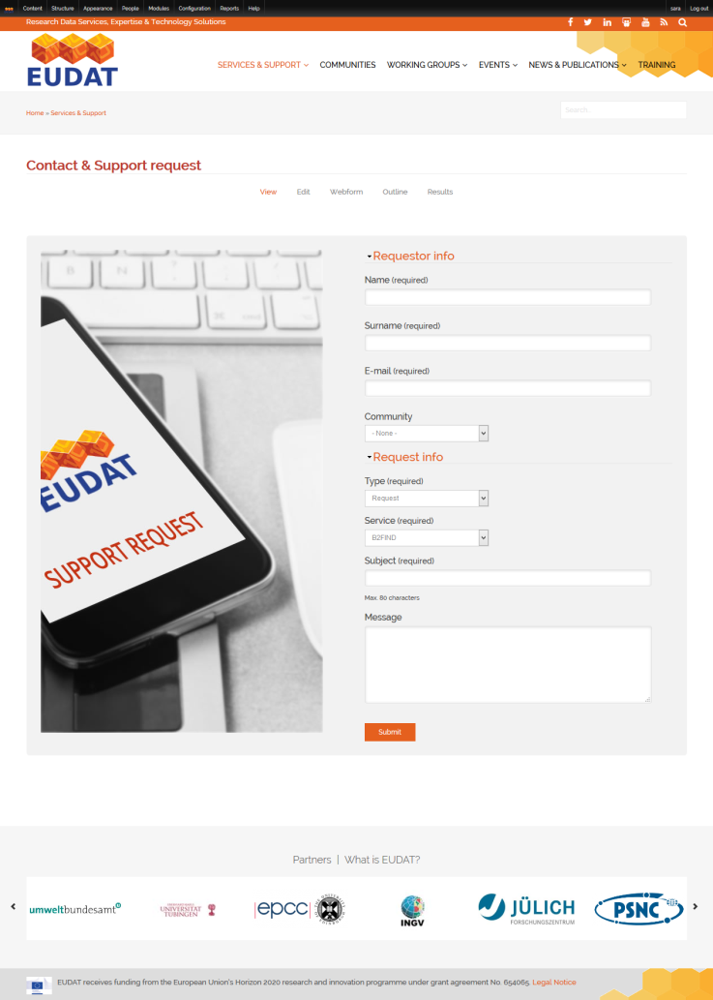 Content Structure Appearance People Modules Configuration Reports Help sara Log out
Research Data Services, Expertise & Technology Solutions
EUDAT
SERVICES & SUPPORT COMMUNITIES WORKING GROUPS EVENTS NEWS & PUBLICATIONS TRAINING
Home » Services & Support
Search...
Contact & Support request
View Edit Webform Outline Results
Requestor info
Name (required)
Surname (required)
E-mail (required)
Community
- None -
Request info
Type (required)
Request
Service (required)
B2FIND
Subject (required)
Max. 80 characters
Message
Submit
B N
EUDAT
SUPPORT REQUEST
Partners | What is EUDAT?
umweltbundesamt
UNIVERSITAT
TUBINGEN
epcc
INGV
JÜLICH
FORSCHUNGSZENTRUM
PSNC
EUDAT receives funding from the European Union's Horizon 2020 research and innovation programme under grant agreement No. 654065. Legal Notice